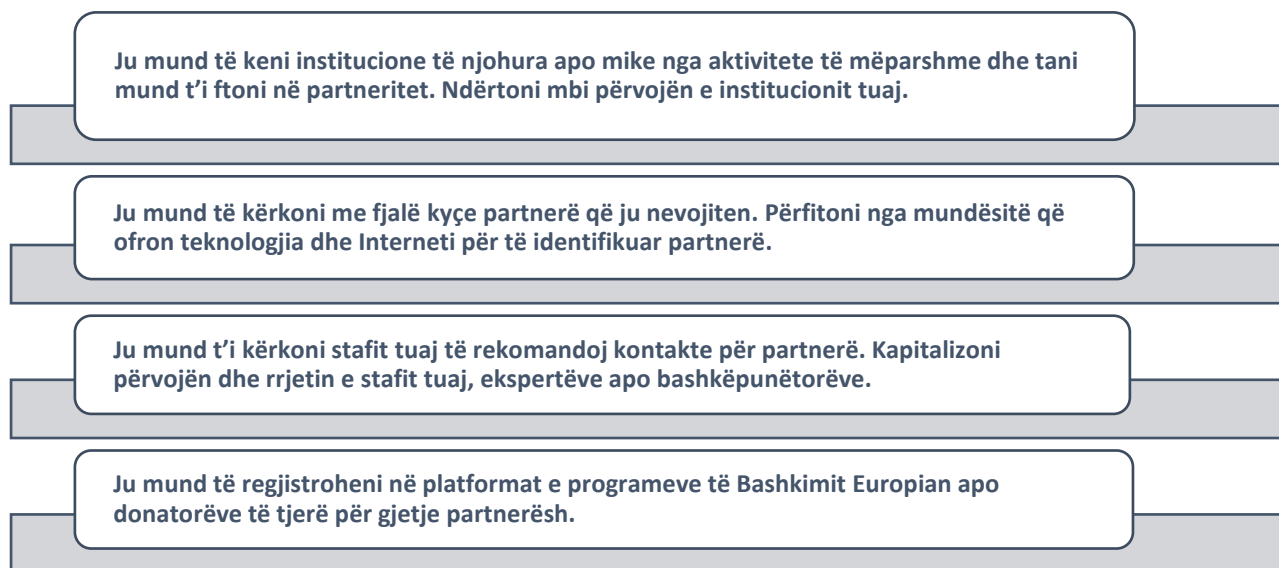 Ju mund të keni institucione të njohura apo mike nga aktivitete të mëparshme dhe tani
mund t’i ftoni në partneritet. Ndërtoni mbi përvojën e institucionit tuaj.
Ju mund të kërkoni me fjalë kyçe partnerë që ju nevojiten. Përfitoni nga mundësitë që
ofron teknologjia dhe Interneti për të identifikuar partnerë.
Ju mund t’i kërkoni stafit tuaj të rekomandoj kontakte për partnerë. Kapitalizoni
përvojën dhe rrjetin e stafit tuaj, ekspertëve apo bashkëpunëtorëve.
Ju mund të regjistroheni në platformat e programeve të Bashkimit Europian apo
donatorëve të tjerë për gjetje partnerësh.